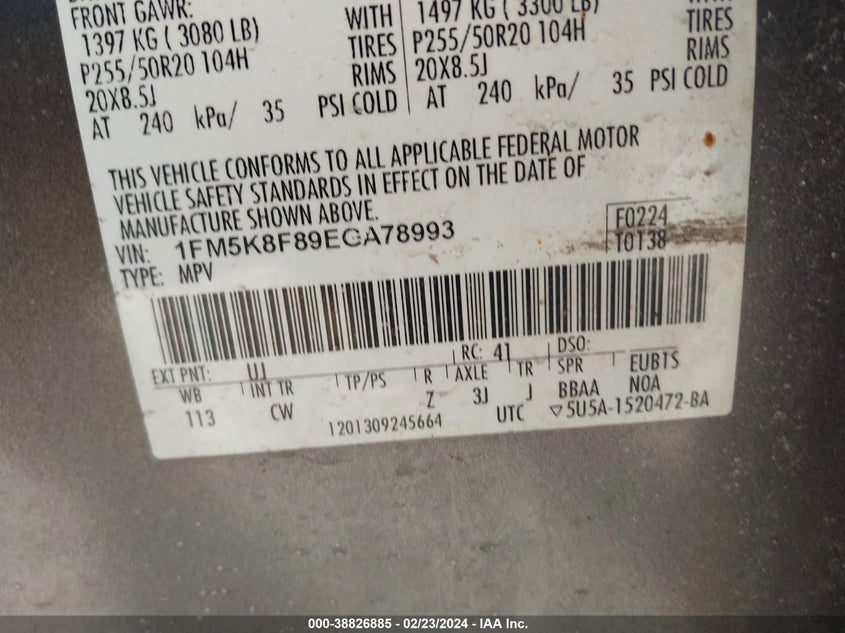 FRONT GAWR: WITH 1497 KG ( 3300 LB) WITH
1397 KG ( 3080 LB) TIRES P255/50R20 104H TIRES
P255/50R20 104H RIMS 20X8.5J RIMS
20X8.5J PSI COLD AT 240 kPa/ 35 PSI COLD
AT 240 kPa/ 35
THIS VEHICLE CONFORMS TO ALL APPLICABLE FEDERAL MOTOR
VEHICLE SAFETY STANDARDS IN EFFECT ON THE DATE OF
MANUFACTURE SHOWN ABOVE.
VIN: 1FM5K8F89EGA78993 F0224
TYPE: MPV T0138
EXT PNT: UJ RC: 41 DSO:
WB INT TR TP/PS R AXLE TR SPR EUBTS
113 CW Z 3J J BBAA NOA
1201309245664 UTC ▽5U5A-1520472-BA
000-38826885 - 02/23/2024 - IAA Inc.